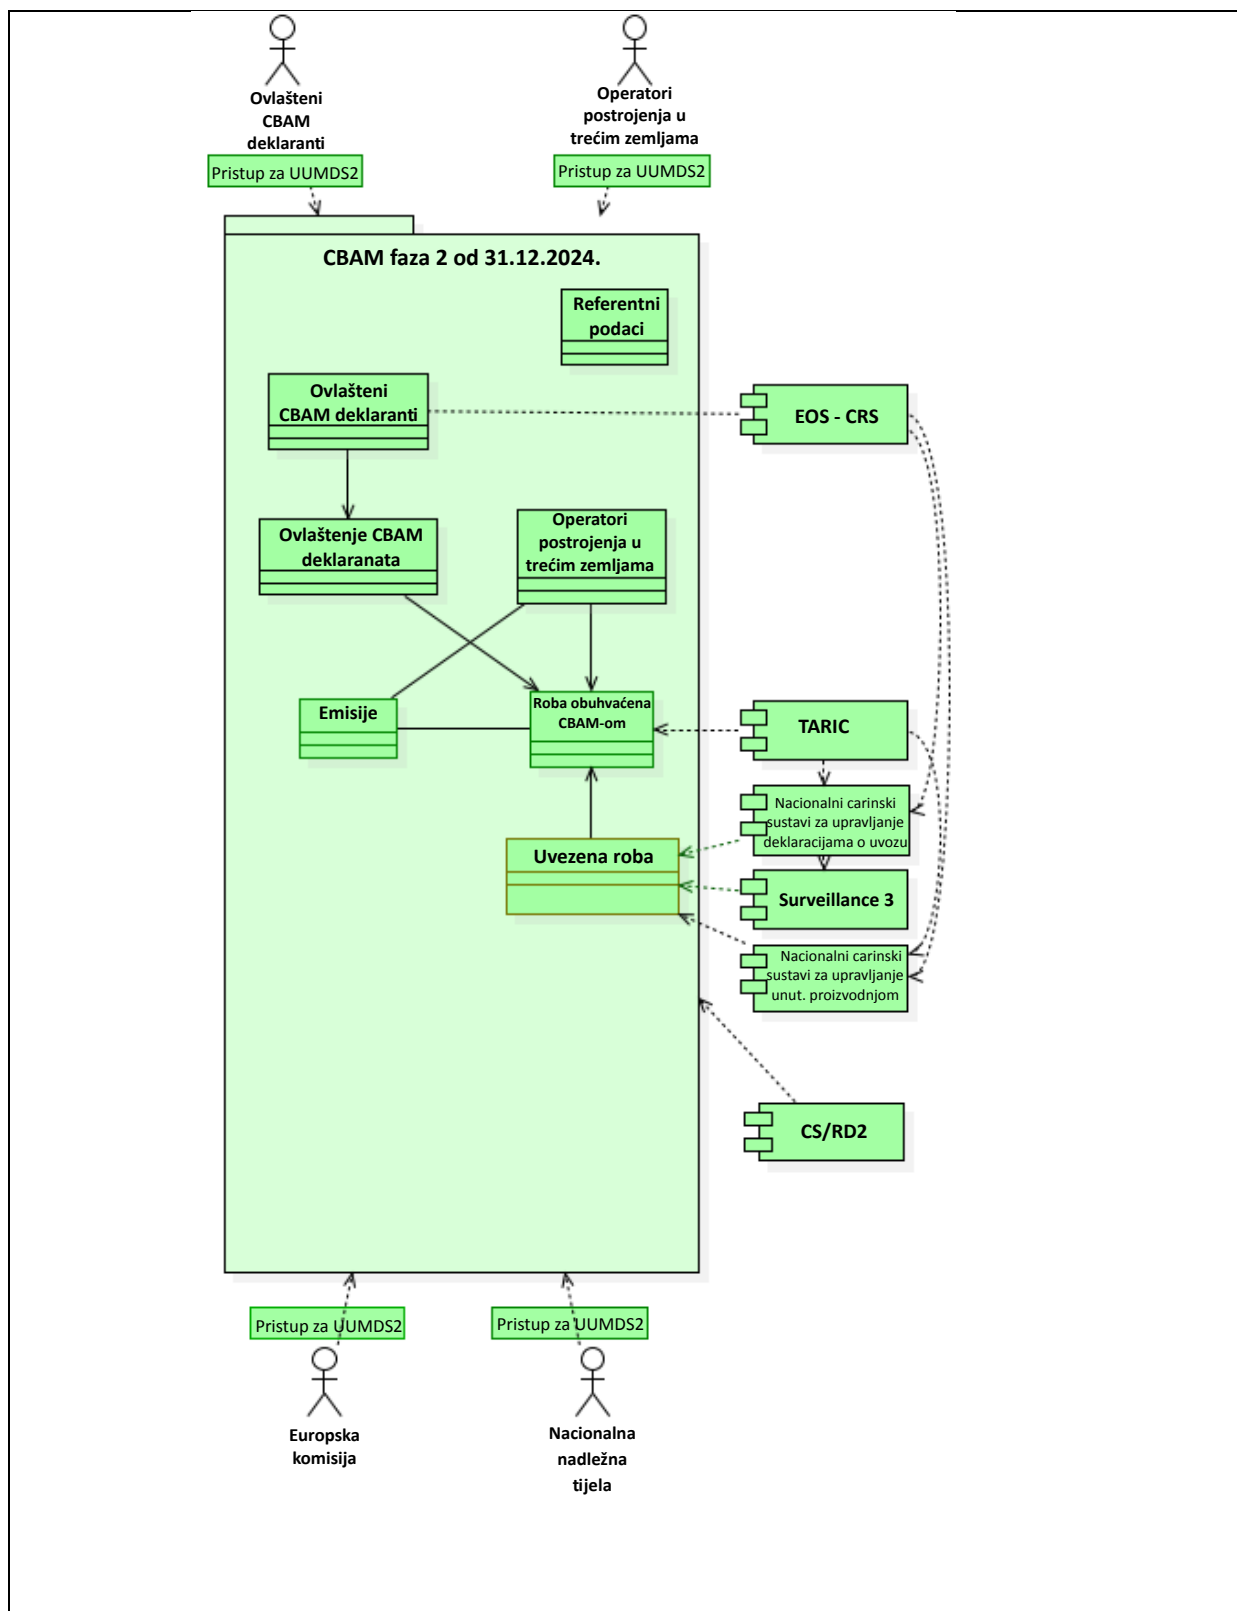 Ovlašteni
CBAM
deklaranti
Operatori
postrojenja u
trećim zemljama
Pristup za UUMDS2
Pristup za UUMDS2
CBAM faza 2 od 31.12.2024.
Referentni
podaci
Ovlašteni
CBAM deklaranti
EOS - CRS
Ovlaštenje CBAM
deklaranata
Operatori
postrojenja u
trećim zemljama
Emisije
Roba obuhvaćena
CBAM-om
TARIC
Nacionalni carinski
sustavi za upravljanje
deklaracijama o uvozu
Uvezena roba
Surveillance 3
Nacionalni carinski
sustavi za upravljanje
unut. proizvodnjom
CS/RD2
Pristup za UUMDS2
Pristup za UUMDS2
Europska
komisija
Nacionalna
nadležna
tijela